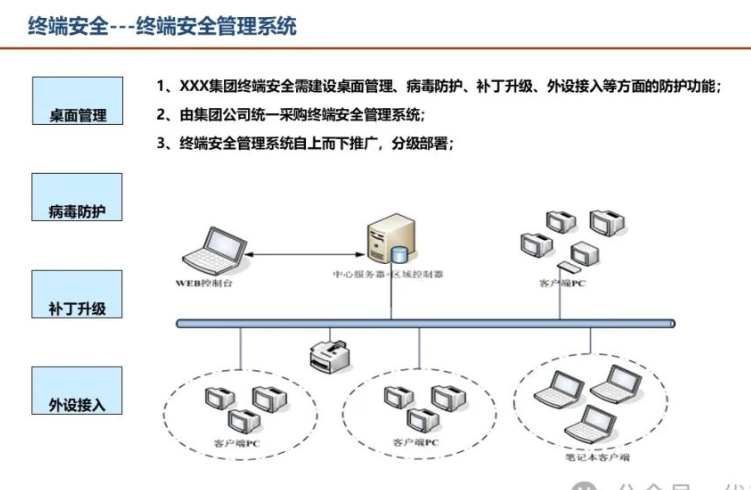 终端安全---终端安全管理系统
1、XXX集团终端安全需建设桌面管理、病毒防护、补丁升级、外设接入等方面的防护功能；
2、由集团公司统一采购终端安全管理系统；
3、终端安全管理系统自上而下推广，分级部署；
桌面管理
病毒防护
补丁升级
外设接入
WEB控制台
中心服务器+区域控制器
客户端PC
客户端PC
客户端PC
笔记本客户端